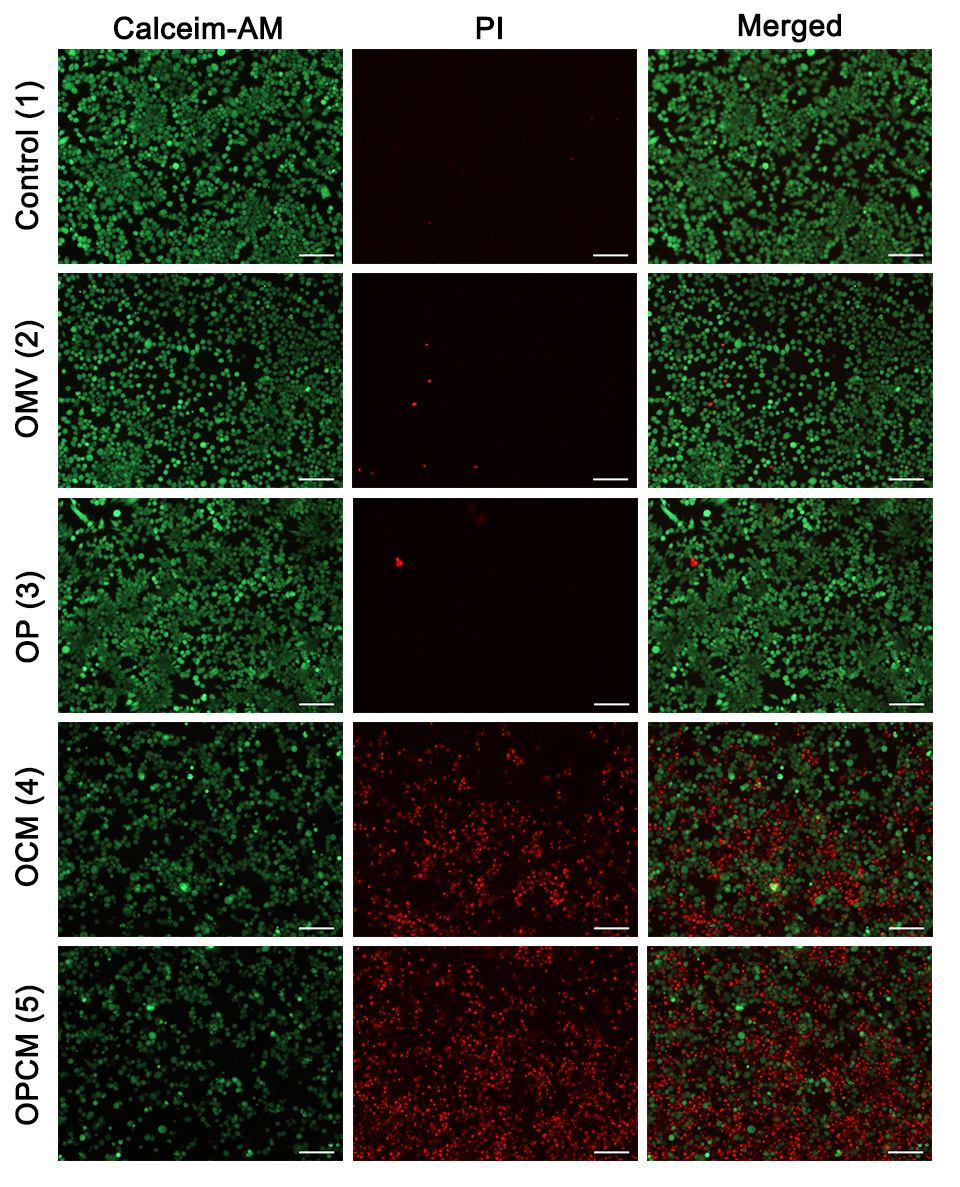 Calceim-AM
PI
Merged
Control (1)
OMV (2)
OP (3)
OCM (4)
OPCM (5)